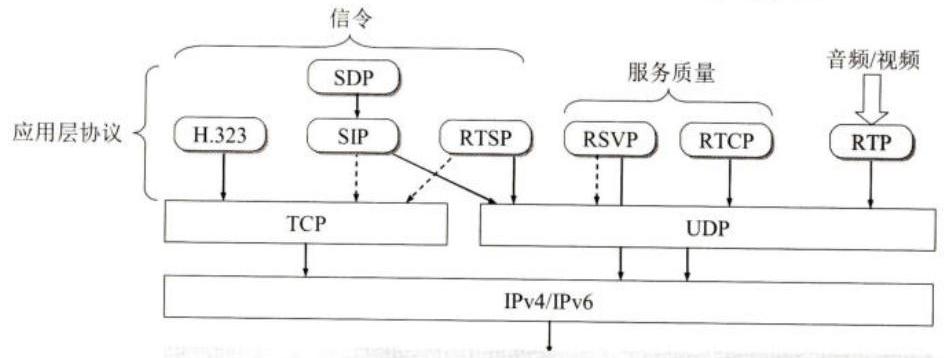 信令
音频/视频
服务质量
SDP
应用层协议
H.323
SIP
RTSP
RSVP
RTCP
RTP
TCP
UDP
IPv4/IPv6